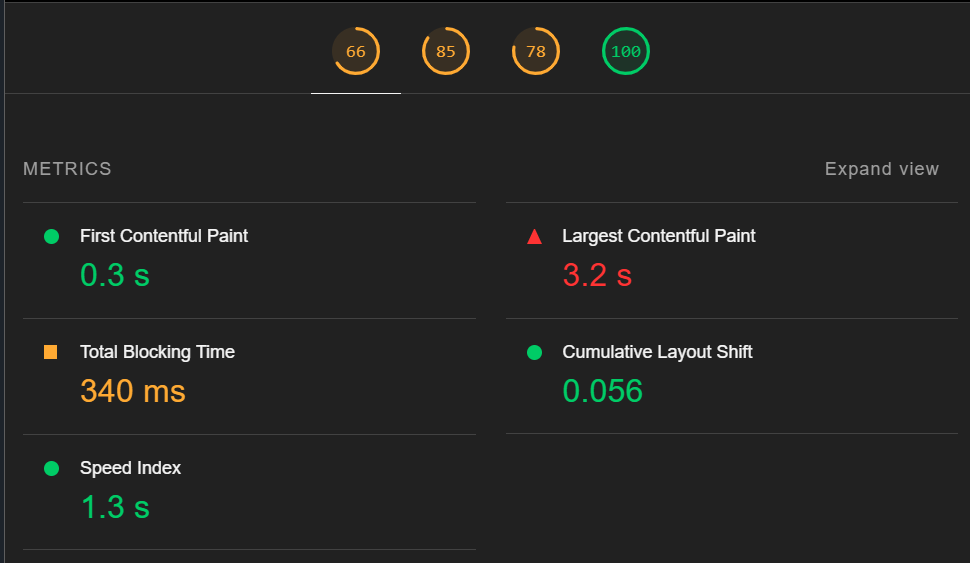 66 85 78 100
METRICS Expand view
First Contentful Paint
0.3 s
Largest Contentful Paint
3.2 s
Total Blocking Time
340 ms
Cumulative Layout Shift
0.056
Speed Index
1.3 s